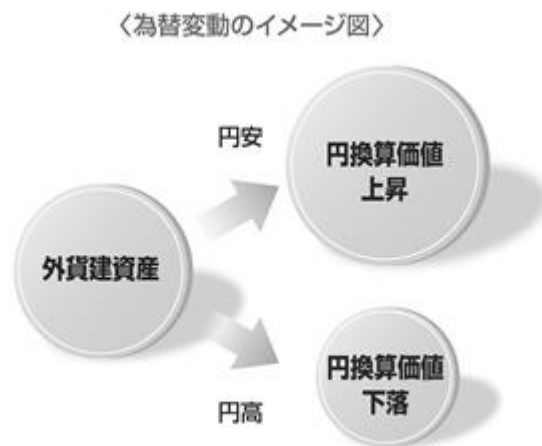 〈為替変動のイメージ図〉
円安
円換算価値
上昇
外貨建資産
円換算価値
下落
円高